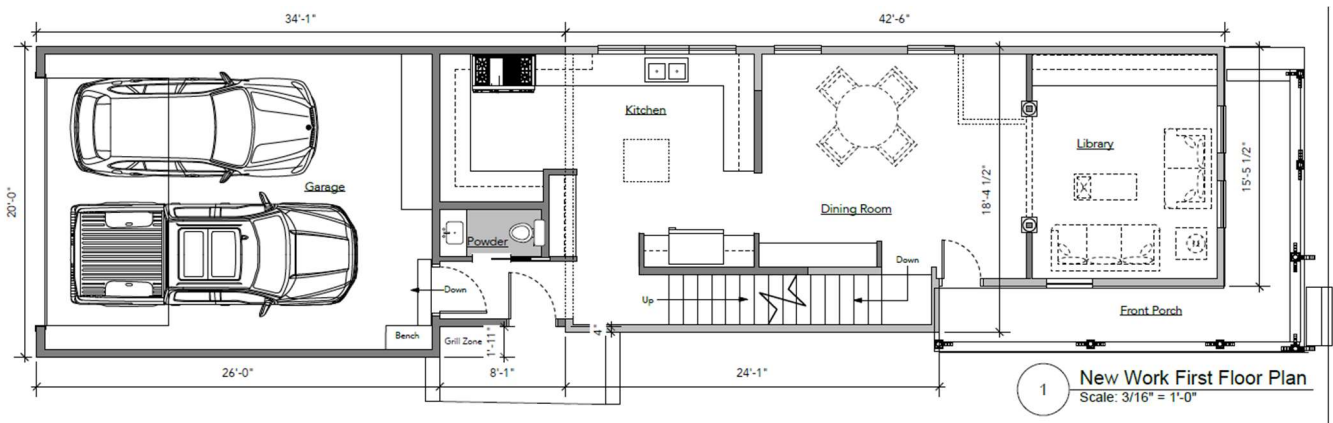 34'-1"
42'-6"
20'-0"
Kitchen
Garage
Library
Dining Room
18'-4 1/2"
15'-5 1/2"
Powder
Down
Down
Up
Front Porch
Bench
Grill Zone
1'-11"
4"
26'-0"
8'-1"
24'-1"
1
New Work First Floor Plan
Scale: 3/16" = 1'-0"